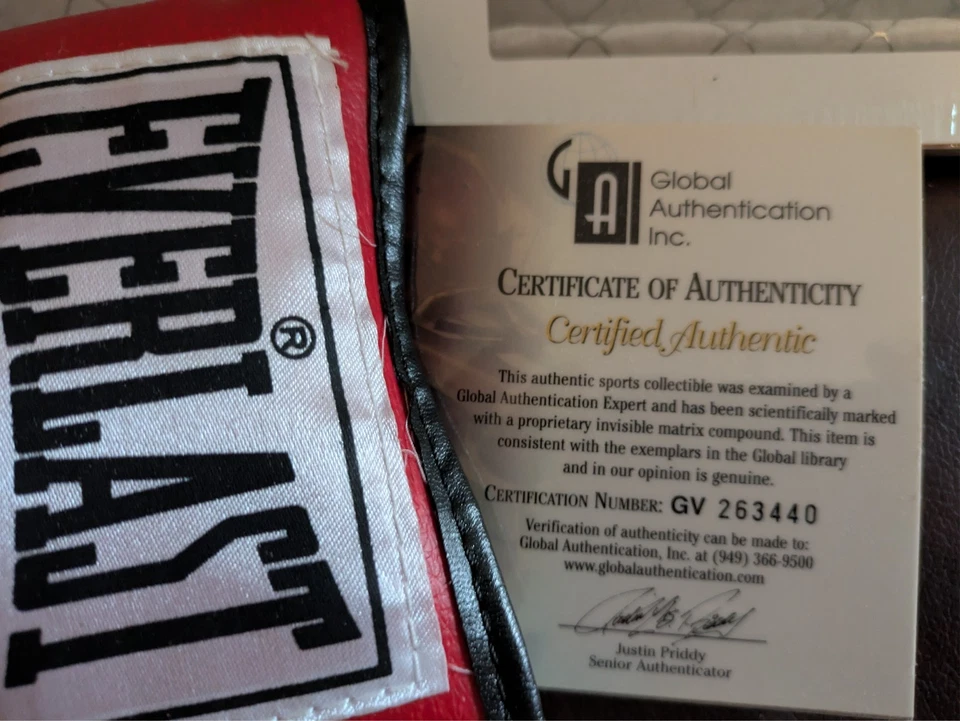 EVERLAST
®
GAI
Global
Authentication
Inc.
CERTIFICATE OF AUTHENTICITY
Certified Authentic
This authentic sports collectible was examined by a
Global Authentication Expert and has been scientifically marked
with a proprietary invisible matrix compound. This item is
consistent with the exemplars in the Global library
and in our opinion is genuine.
CERTIFICATION NUMBER: GV 263440
Verification of authenticity can be made to:
Global Authentication, Inc. at (949) 366-9500
www.globalauthentication.com
Justin Priddy
Senior Authenticator